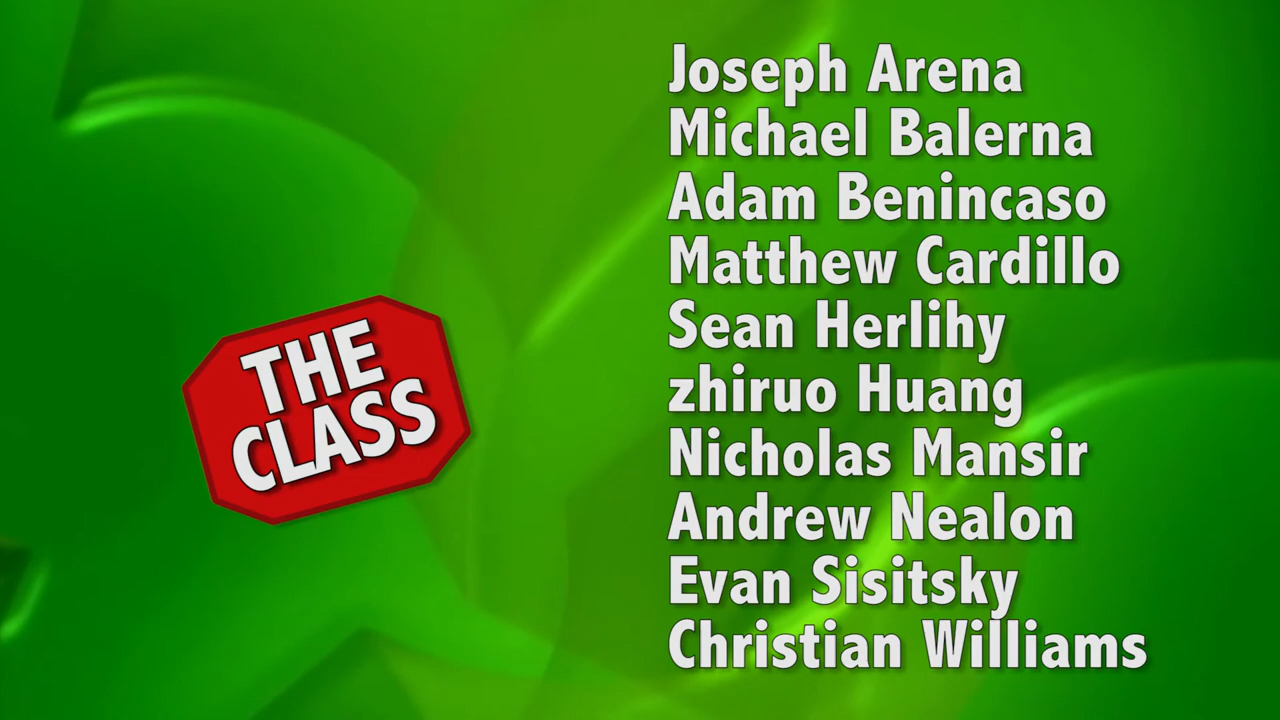 THE
CLASS
Joseph Arena
Michael Balerna
Adam Benincaso
Matthew Cardillo
Sean Herlihy
zhiruo Huang
Nicholas Mansir
Andrew Nealon
Evan Sisitsky
Christian Williams